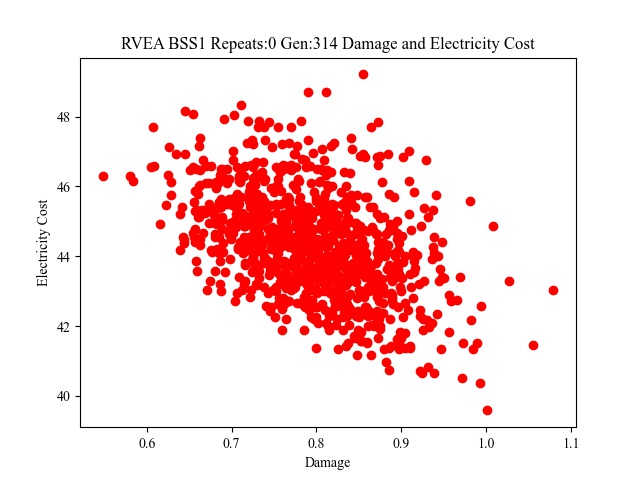 RVEA BSS1 Repeats:0 Gen:314 Damage and Electricity Cost
Electricity Cost
48
46
44
42
40
0.6 0.7 0.8 0.9 1.0 1.1
Damage